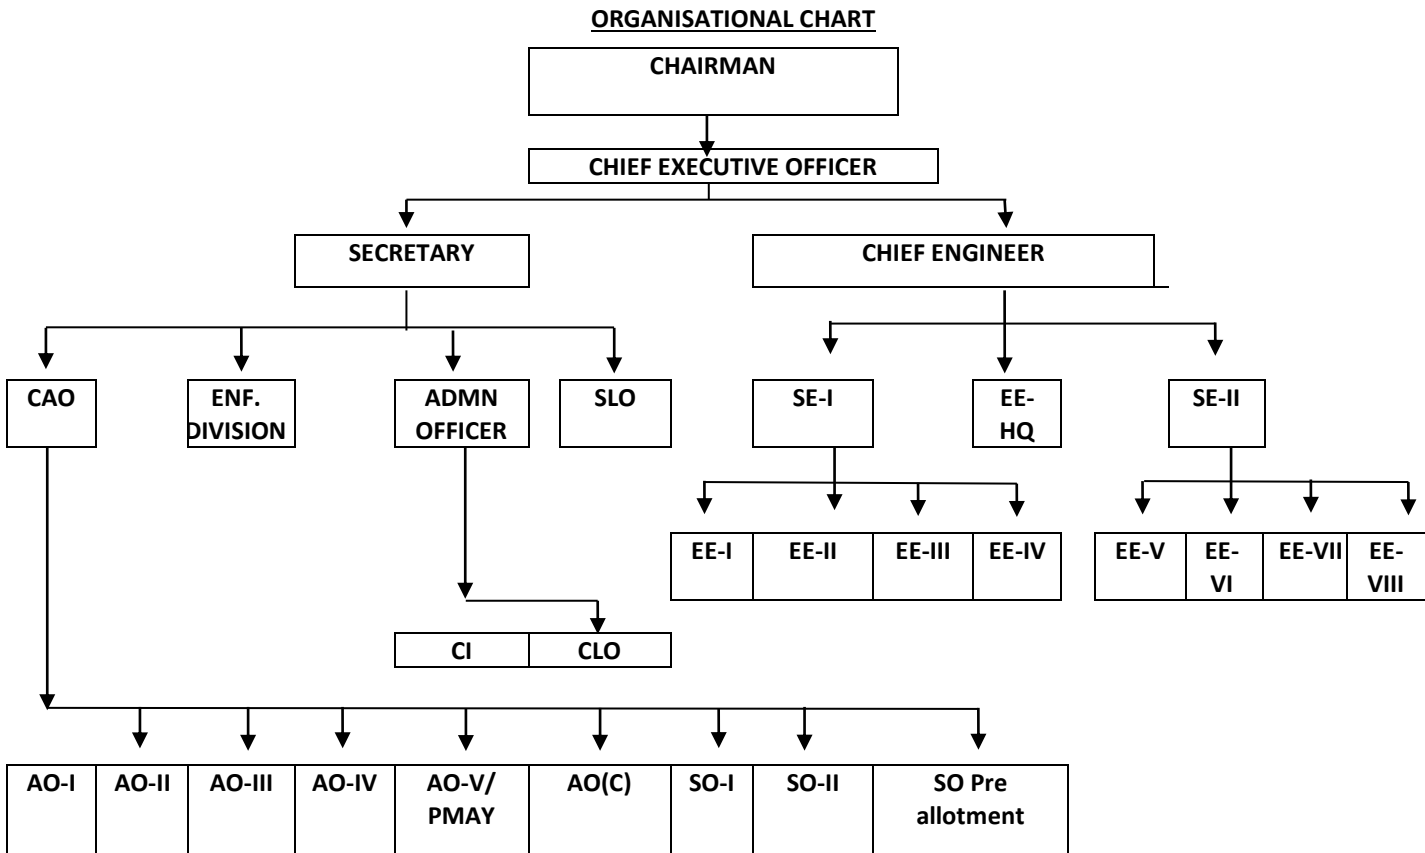 ORGANISATIONAL CHART
CHAIRMAN
CHIEF EXECUTIVE OFFICER
SECRETARY
CHIEF ENGINEER
CAO
ENF.
DIVISION
ADMN
OFFICER
SLO
SE-I
EE-
HQ
SE-II
EE-I
EE-II
EE-III
EE-IV
EE-V
EE-
VI
EE-VII
EE-
VIII
CI
CLO
AO-I
AO-II
AO-III
AO-IV
AO-V/
PMAY
AO(C)
SO-I
SO-II
SO Pre
allotment